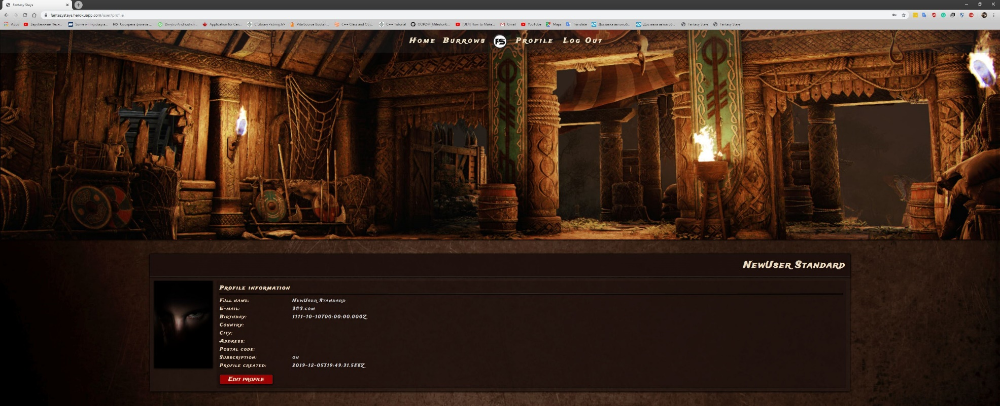 Fantasy Stays
fantazystays.herokuapp.com/user/profile
Apps Зарубежные Песн... Some wiring diagra... HD Смотреть фильмы... Dmytro Andriushch... Application for Can... C Library <string.h> VitalSource Booksh... C++ Class and Obj... C++ Tutorial OOP244_Milestone6... [UE4] How to Make... Gmail YouTube Maps Translate Доставка автомоб... Доставка автомоб... Fantasy Stays Fantasy Stays
Home Burrows FS Profile Log Out
NewUser Standard
Profile information
Full name: NewUser Standard
E-mail: 3@3.com
Birthday: 1111-10-10T00:00:00.000Z
Country:
City:
Address:
Postal code:
Subscription: on
Profile created: 2019-12-05T19:49:31.588Z
Edit profile